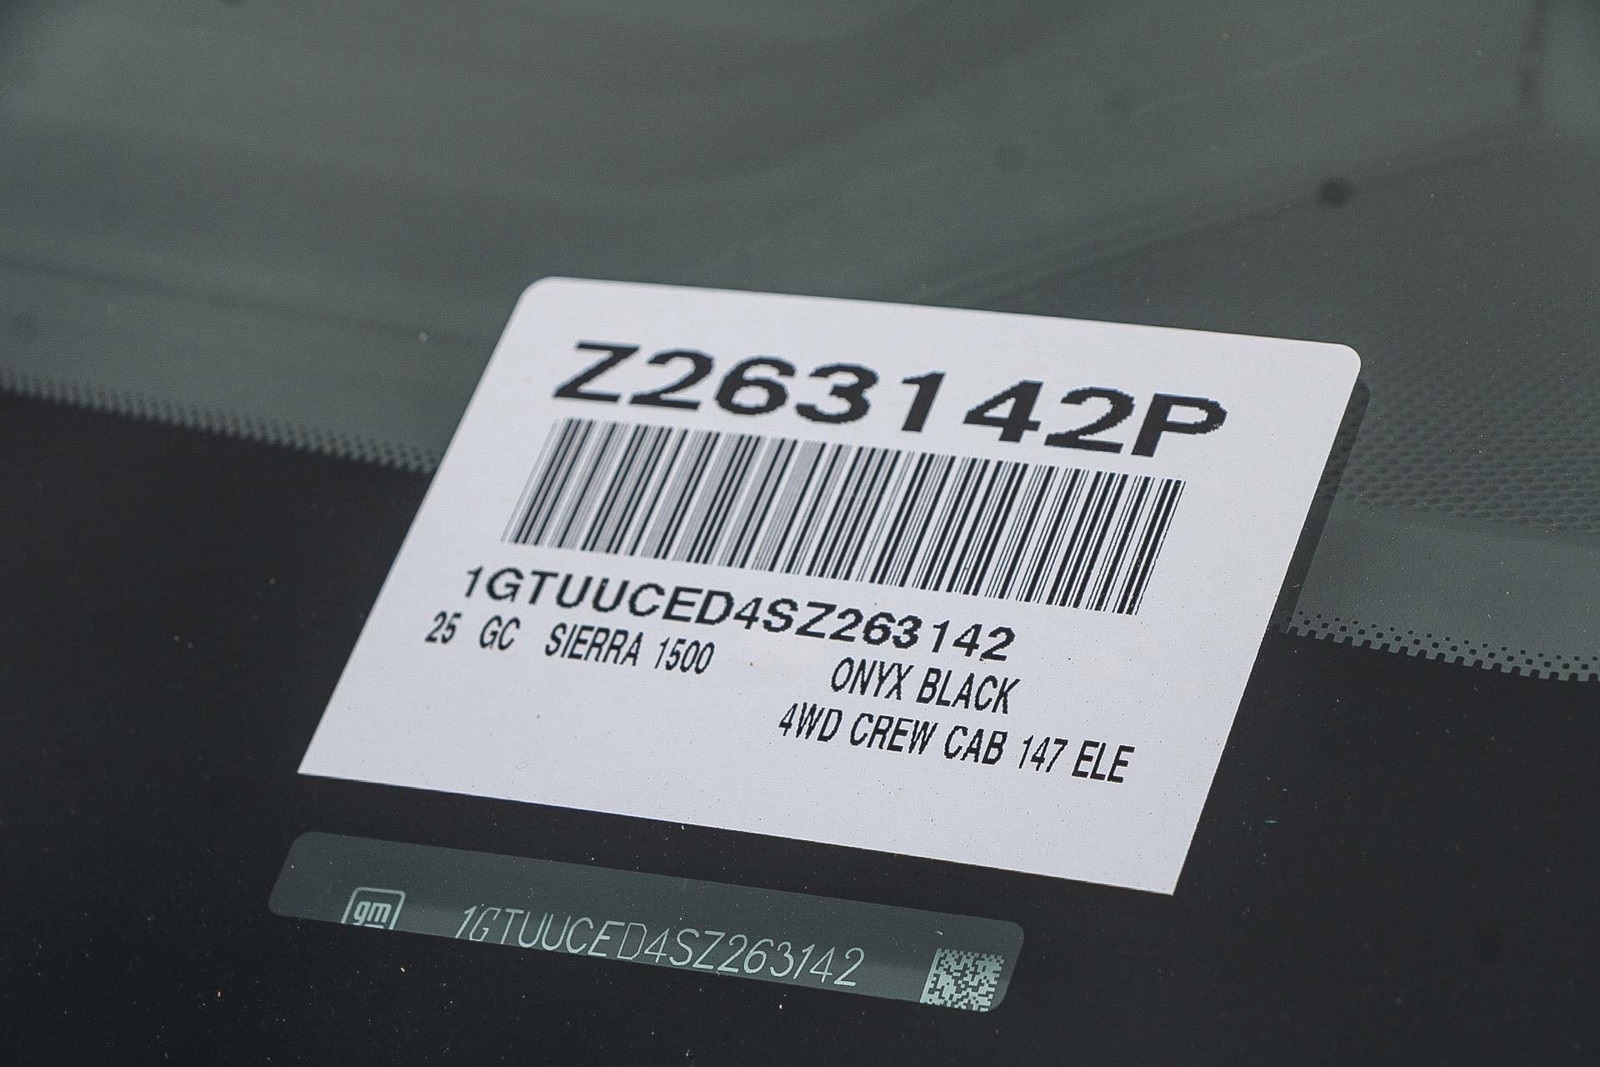 Z263142P
1GTUUCED4SZ263142
25 GC SIERRA 1500
ONYX BLACK
4WD CREW CAB 147 ELE
gm 1GTUUCED4SZ263142